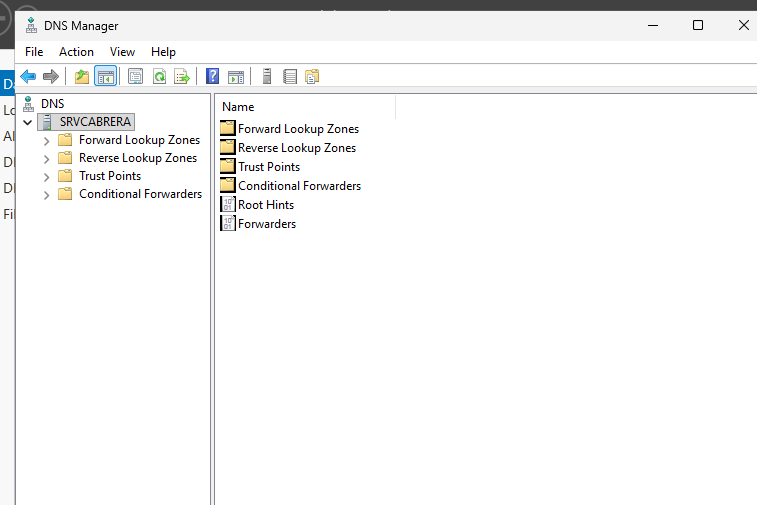 DNS Manager
File Action View Help
DNS
SRVCABRERA
Forward Lookup Zones
Reverse Lookup Zones
Trust Points
Conditional Forwarders
Name
Forward Lookup Zones
Reverse Lookup Zones
Trust Points
Conditional Forwarders
Root Hints
Forwarders